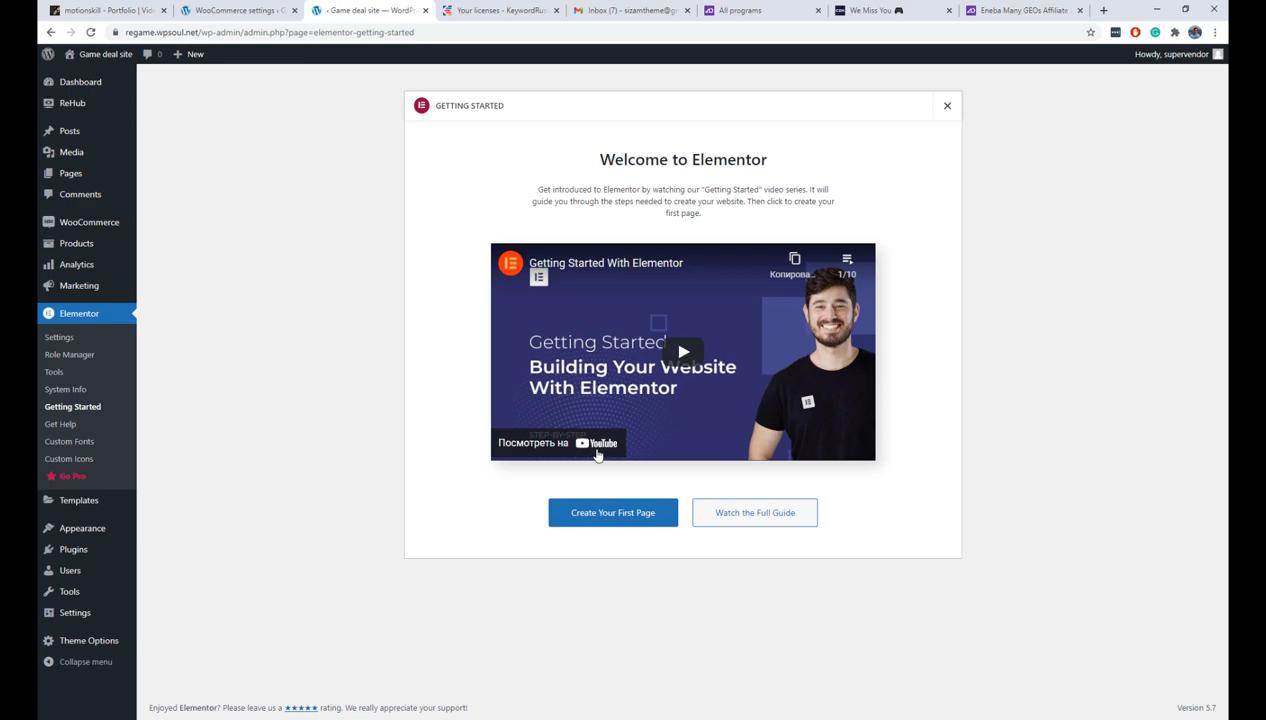 motionskill - Portfolio | Vide
WooCommerce settings ‹ G
‹ Game deal site — WordPr
Your licenses - KeywordRu
Inbox (7) - sizamtheme@g
All programs
We Miss You 🎮
Eneba Many GEOs Affiliate
regame.wpsoul.net/wp-admin/admin.php?page=elementor-getting-started
Game deal site
0
New
Howdy, supervendor
Dashboard
ReHub
Posts
Media
Pages
Comments
WooCommerce
Products
Analytics
Marketing
Elementor
Settings
Role Manager
Tools
System Info
Getting Started
Get Help
Custom Fonts
Custom Icons
Go Pro
Templates
Appearance
Plugins
Users
Tools
Settings
Theme Options
Collapse menu
GETTING STARTED
Welcome to Elementor
Get introduced to Elementor by watching our "Getting Started" video series. It will
guide you through the steps needed to create your website. Then click to create your
first page.
Getting Started With Elementor
Копирова...
1/10
Getting Started
Building Your Website
With Elementor
STEP-BY-STEP
Посмотреть на YouTube
Create Your First Page
Watch the Full Guide
Enjoyed Elementor? Please leave us a ★★★★★ rating. We really appreciate your support!
Version 5.7